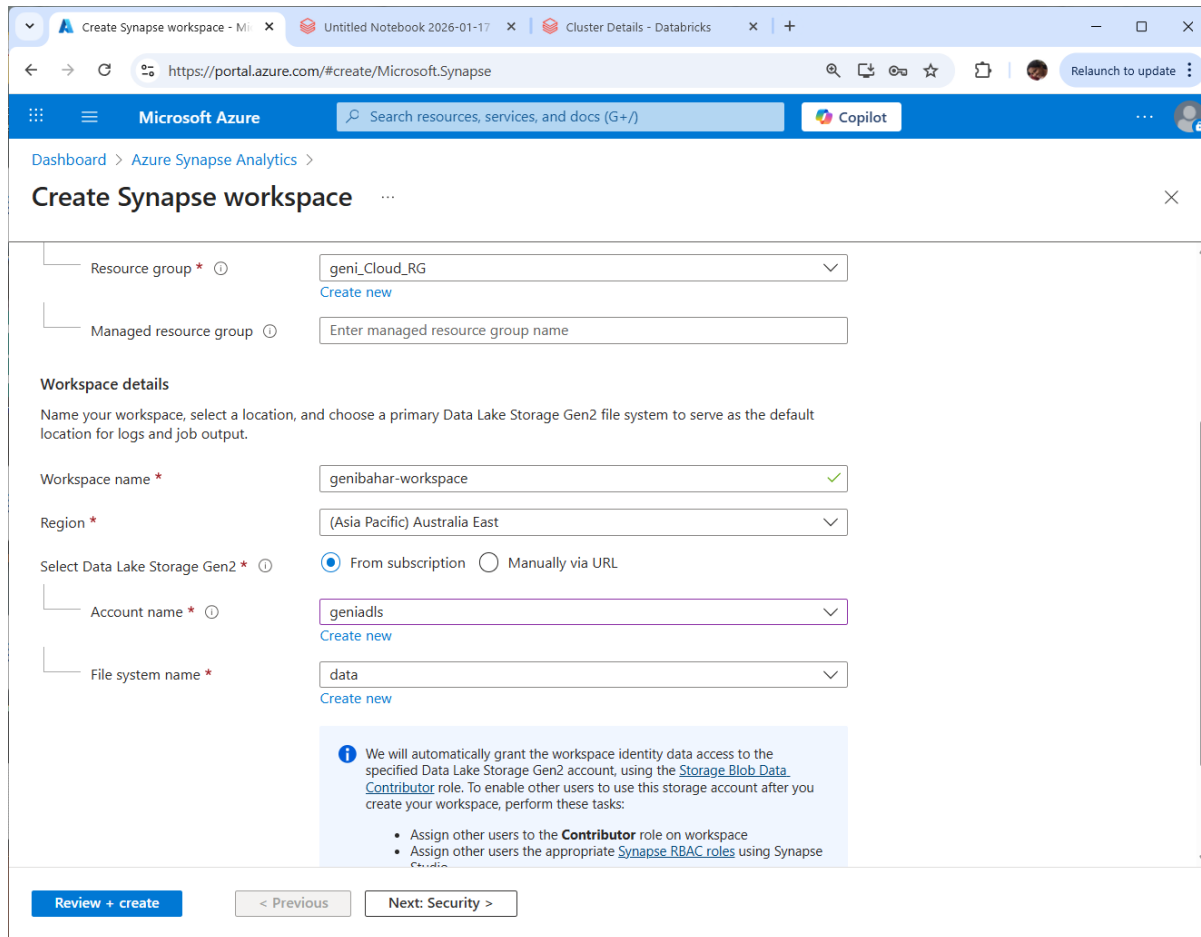 Create Synapse workspace - Mi
Untitled Notebook 2026-01-17
Cluster Details - Databricks
https://portal.azure.com/#create/Microsoft.Synapse
Relaunch to update
Microsoft Azure
Search resources, services, and docs (G+/)
Copilot
Dashboard > Azure Synapse Analytics >
Create Synapse workspace ...
Resource group * geni_Cloud_RG
Create new
Managed resource group Enter managed resource group name
Workspace details
Name your workspace, select a location, and choose a primary Data Lake Storage Gen2 file system to serve as the default
location for logs and job output.
Workspace name * genibahar-workspace
Region * (Asia Pacific) Australia East
Select Data Lake Storage Gen2 * From subscription Manually via URL
Account name * geniadls
Create new
File system name * data
Create new
We will automatically grant the workspace identity data access to the
specified Data Lake Storage Gen2 account, using the Storage Blob Data
Contributor role. To enable other users to use this storage account after you
create your workspace, perform these tasks:
• Assign other users to the Contributor role on workspace
• Assign other users the appropriate Synapse RBAC roles using Synapse
Studio
Review + create
< Previous
Next: Security >